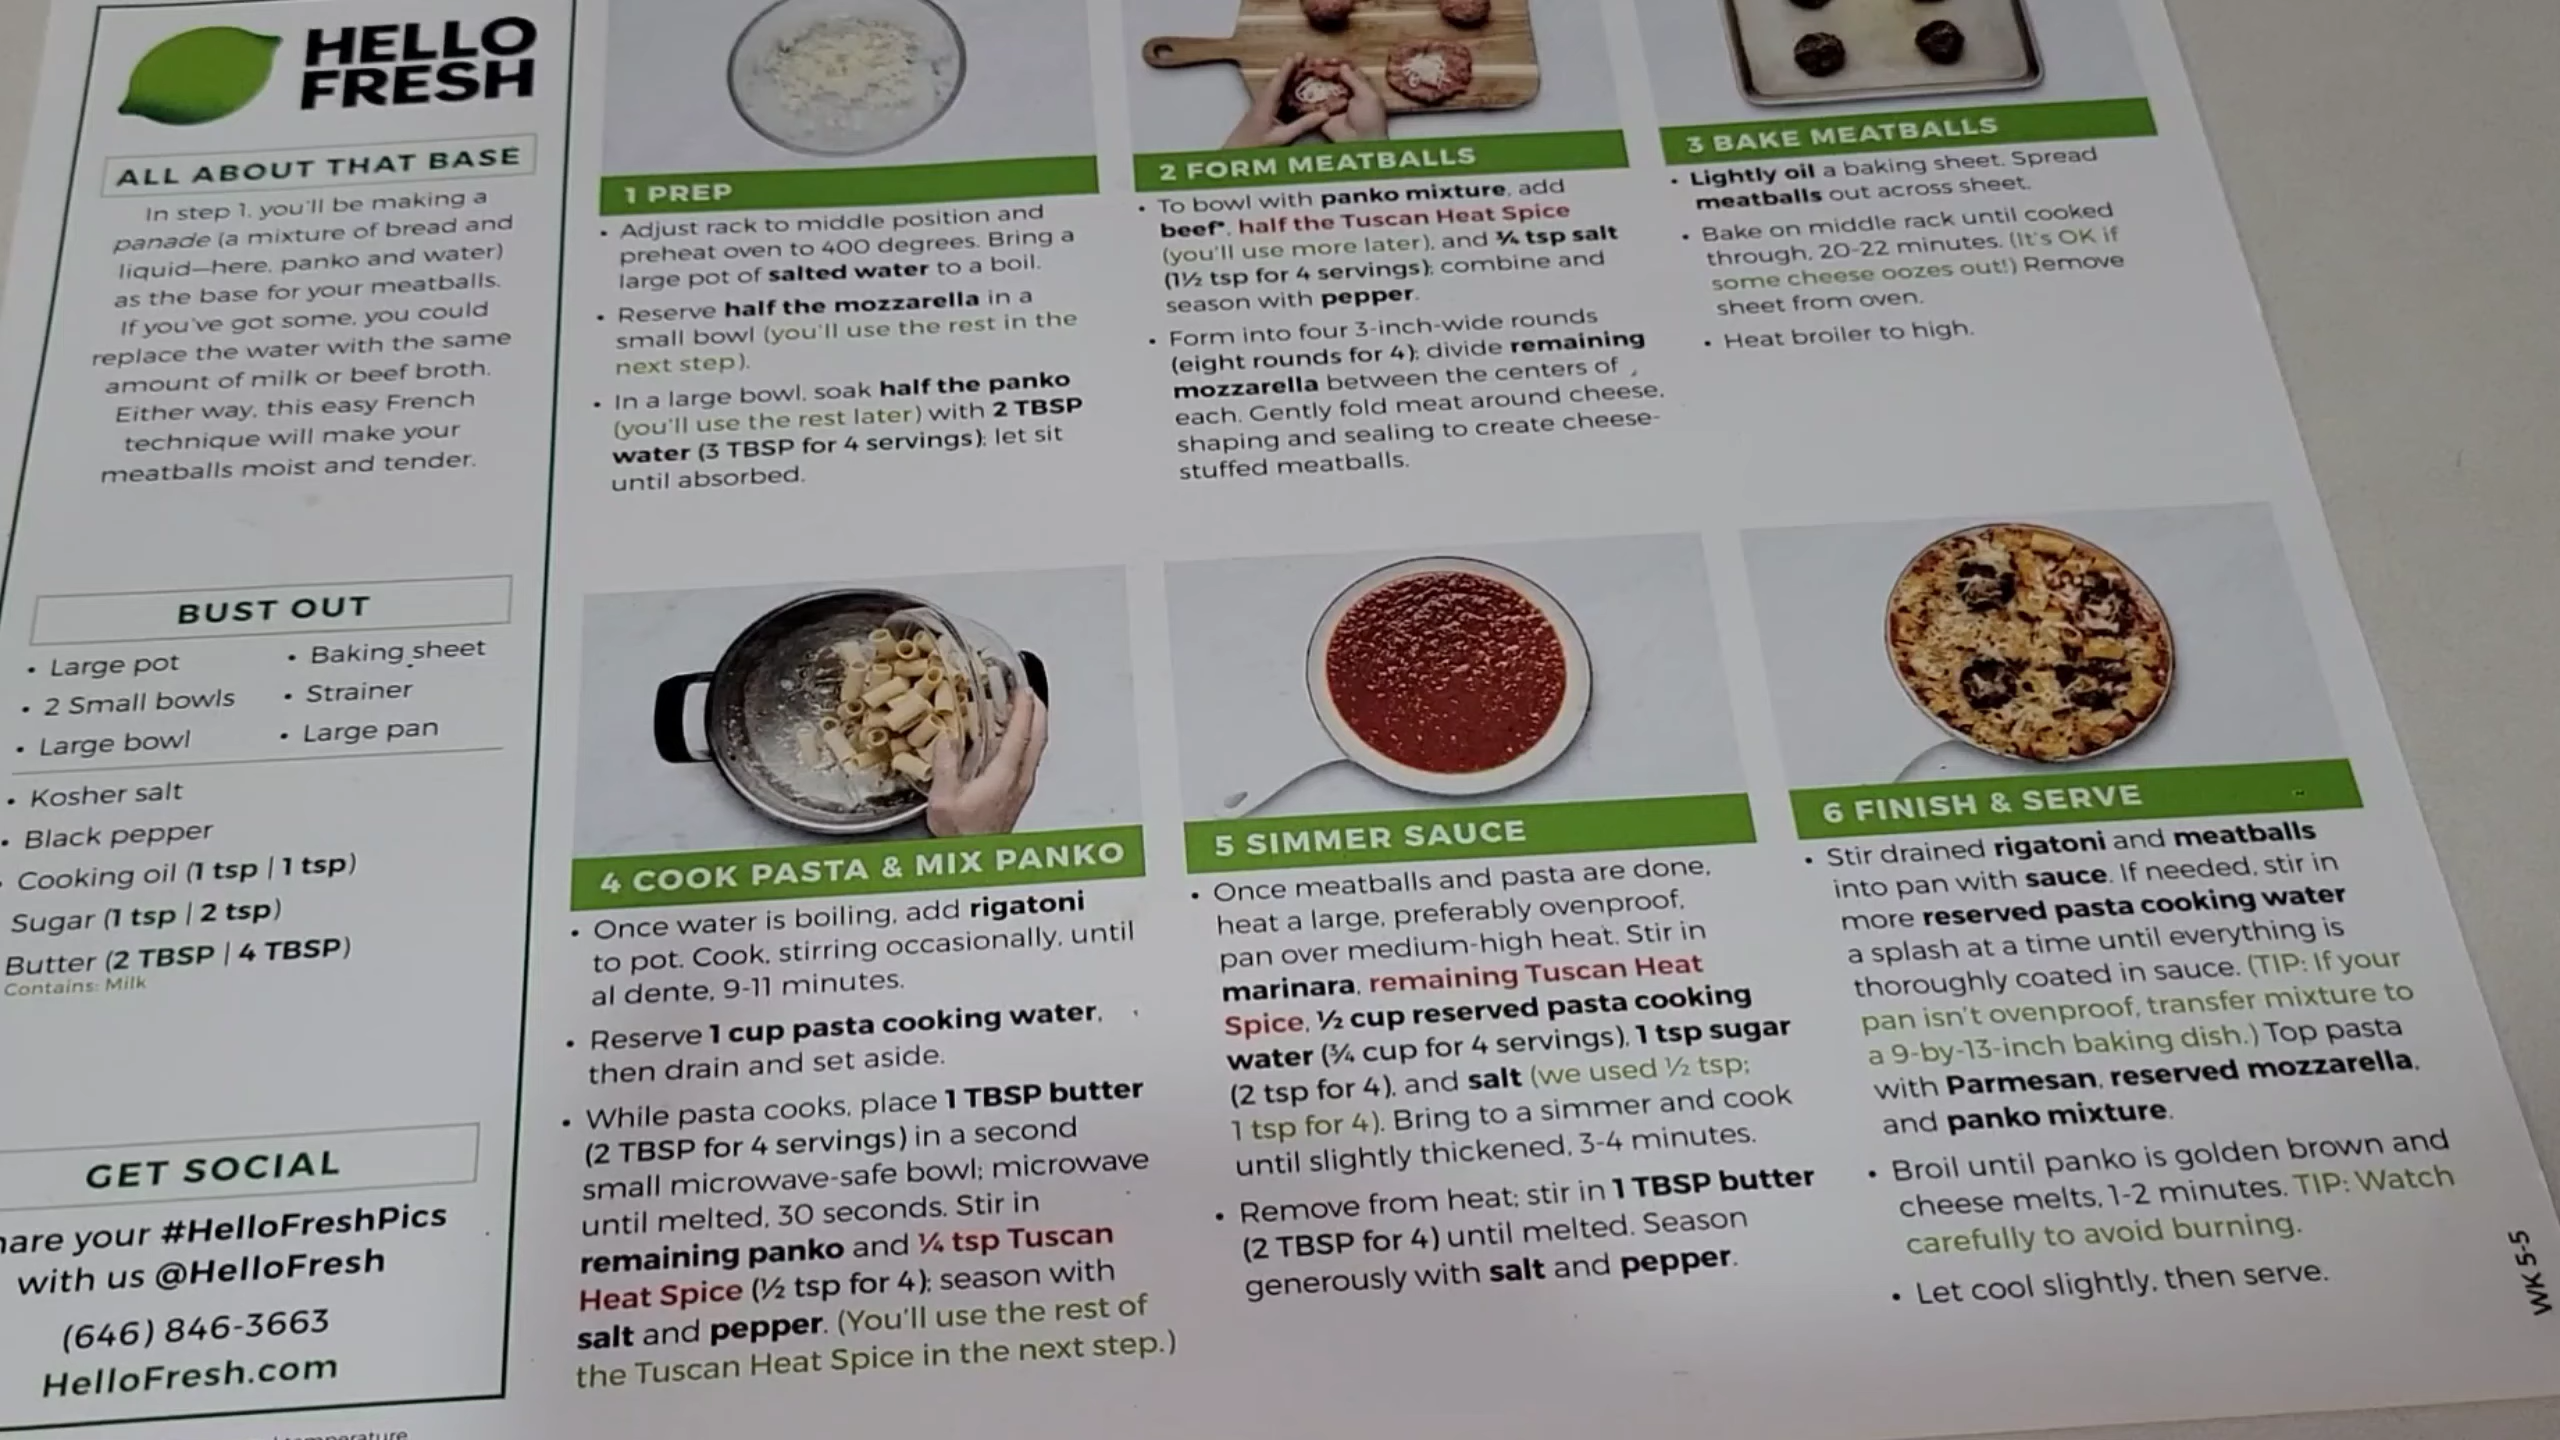 HELLO
FRESH
ALL ABOUT THAT BASE
In step 1, you'll be making a
panade (a mixture of bread and
liquid—here, panko and water)
as the base for your meatballs.
If you've got some, you could
replace the water with the same
amount of milk or beef broth.
Either way, this easy French
technique will make your
meatballs moist and tender.
BUST OUT
• Large pot
• 2 Small bowls
• Large bowl
• Baking sheet
• Strainer
• Large pan
• Kosher salt
• Black pepper
• Cooking oil (1 tsp | 1 tsp)
Sugar (1 tsp | 2 tsp)
Butter (2 TBSP | 4 TBSP)
Contains: Milk
GET SOCIAL
are your #HelloFreshPics
with us @HelloFresh
(646) 846-3663
HelloFresh.com
temperature
1 PREP
• Adjust rack to middle position and
preheat oven to 400 degrees. Bring a
large pot of salted water to a boil.
• Reserve half the mozzarella in a
small bowl (you'll use the rest in the
next step).
• In a large bowl, soak half the panko
(you'll use the rest later) with 2 TBSP
water (3 TBSP for 4 servings); let sit
until absorbed.
2 FORM MEATBALLS
• To bowl with panko mixture, add
beef*, half the Tuscan Heat Spice
(you'll use more later), and ¾ tsp salt
(1½ tsp for 4 servings); combine and
season with pepper.
• Form into four 3-inch-wide rounds
(eight rounds for 4); divide remaining
mozzarella between the centers of
each. Gently fold meat around cheese,
shaping and sealing to create cheese-
stuffed meatballs.
3 BAKE MEATBALLS
• Lightly oil a baking sheet. Spread
meatballs out across sheet.
• Bake on middle rack until cooked
through, 20-22 minutes. (It's OK if
some cheese oozes out!) Remove
sheet from oven.
• Heat broiler to high.
4 COOK PASTA & MIX PANKO
• Once water is boiling, add rigatoni
to pot. Cook, stirring occasionally, until
al dente, 9-11 minutes.
• Reserve 1 cup pasta cooking water,
then drain and set aside.
• While pasta cooks, place 1 TBSP butter
(2 TBSP for 4 servings) in a second
small microwave-safe bowl; microwave
until melted, 30 seconds. Stir in
remaining panko and ¼ tsp Tuscan
Heat Spice (½ tsp for 4); season with
salt and pepper. (You'll use the rest of
the Tuscan Heat Spice in the next step.)
5 SIMMER SAUCE
• Once meatballs and pasta are done,
heat a large, preferably ovenproof,
pan over medium-high heat. Stir in
marinara, remaining Tuscan Heat
Spice, ½ cup reserved pasta cooking
water (¾ cup for 4 servings), 1 tsp sugar
(2 tsp for 4), and salt (we used ½ tsp;
1 tsp for 4). Bring to a simmer and cook
until slightly thickened, 3-4 minutes.
• Remove from heat; stir in 1 TBSP butter
(2 TBSP for 4) until melted. Season
generously with salt and pepper.
6 FINISH & SERVE
• Stir drained rigatoni and meatballs
into pan with sauce. If needed, stir in
more reserved pasta cooking water
a splash at a time until everything is
thoroughly coated in sauce. (TIP: If your
pan isn't ovenproof, transfer mixture to
a 9-by-13-inch baking dish.) Top pasta
with Parmesan, reserved mozzarella,
and panko mixture.
• Broil until panko is golden brown and
cheese melts, 1-2 minutes. TIP: Watch
carefully to avoid burning.
• Let cool slightly, then serve.
WK 5-5